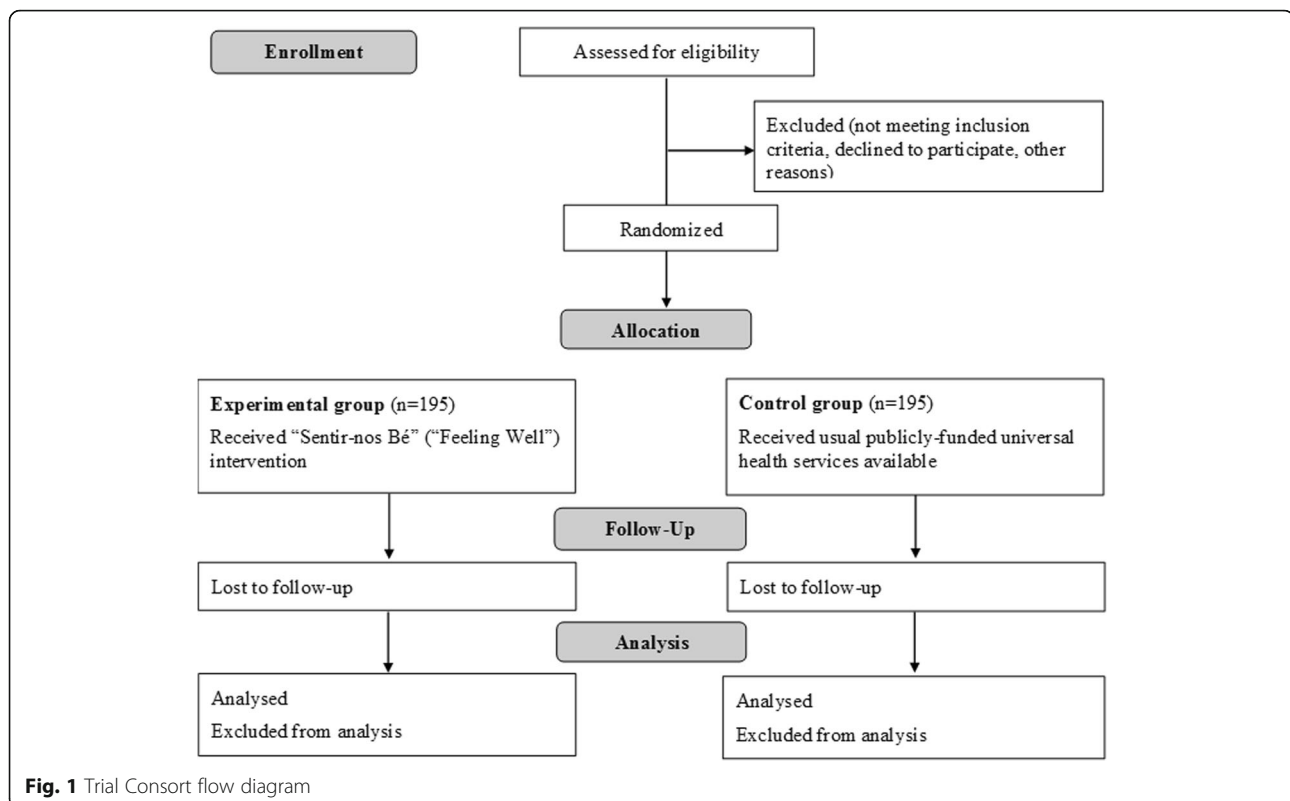 Enrollment
Assessed for eligibility
Excluded (not meeting inclusion
criteria, declined to participate, other
reasons)
Randomized
Allocation
Experimental group (n=195)
Received “Sentir-nos Bé” (“Feeling Well”)
intervention
Control group (n=195)
Received usual publicly-funded universal
health services available
Follow-Up
Lost to follow-up
Lost to follow-up
Analysis
Analysed
Excluded from analysis
Analysed
Excluded from analysis
Fig. 1 Trial Consort flow diagram